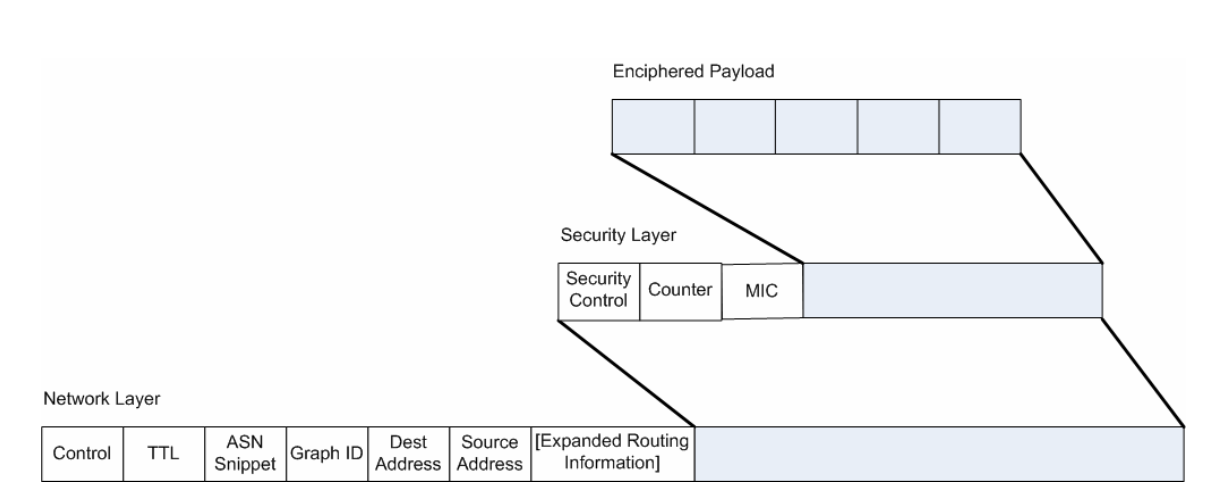 Enciphered Payload
Security Layer
Security Control
Counter
MIC
Network Layer
Control
TTL
ASN Snippet
Graph ID
Dest Address
Source Address
[Expanded Routing Information]